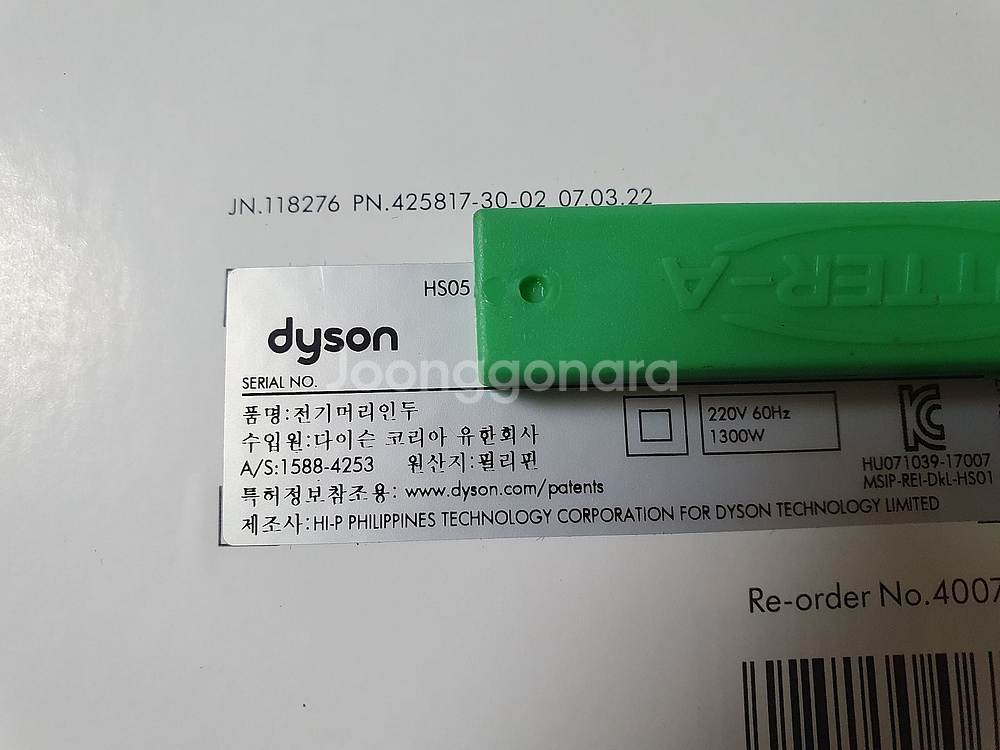 JN.118276 PN.425817-30-02 07.03.22
HS05
CUTTER-A
dyson
Joonggonara
SERIAL NO.
품명:전기머리인두
수입원:다이슨 코리아 유한회사
A/S:1588-4253 원산지:필리핀
특허정보참조용: www.dyson.com/patents
제조사:HI-P PHILIPPINES TECHNOLOGY CORPORATION FOR DYSON TECHNOLOGY LIMITED
220V 60Hz
1300W
HU071039-17007
MSIP-REI-DkL-HS01
Re-order No.4007